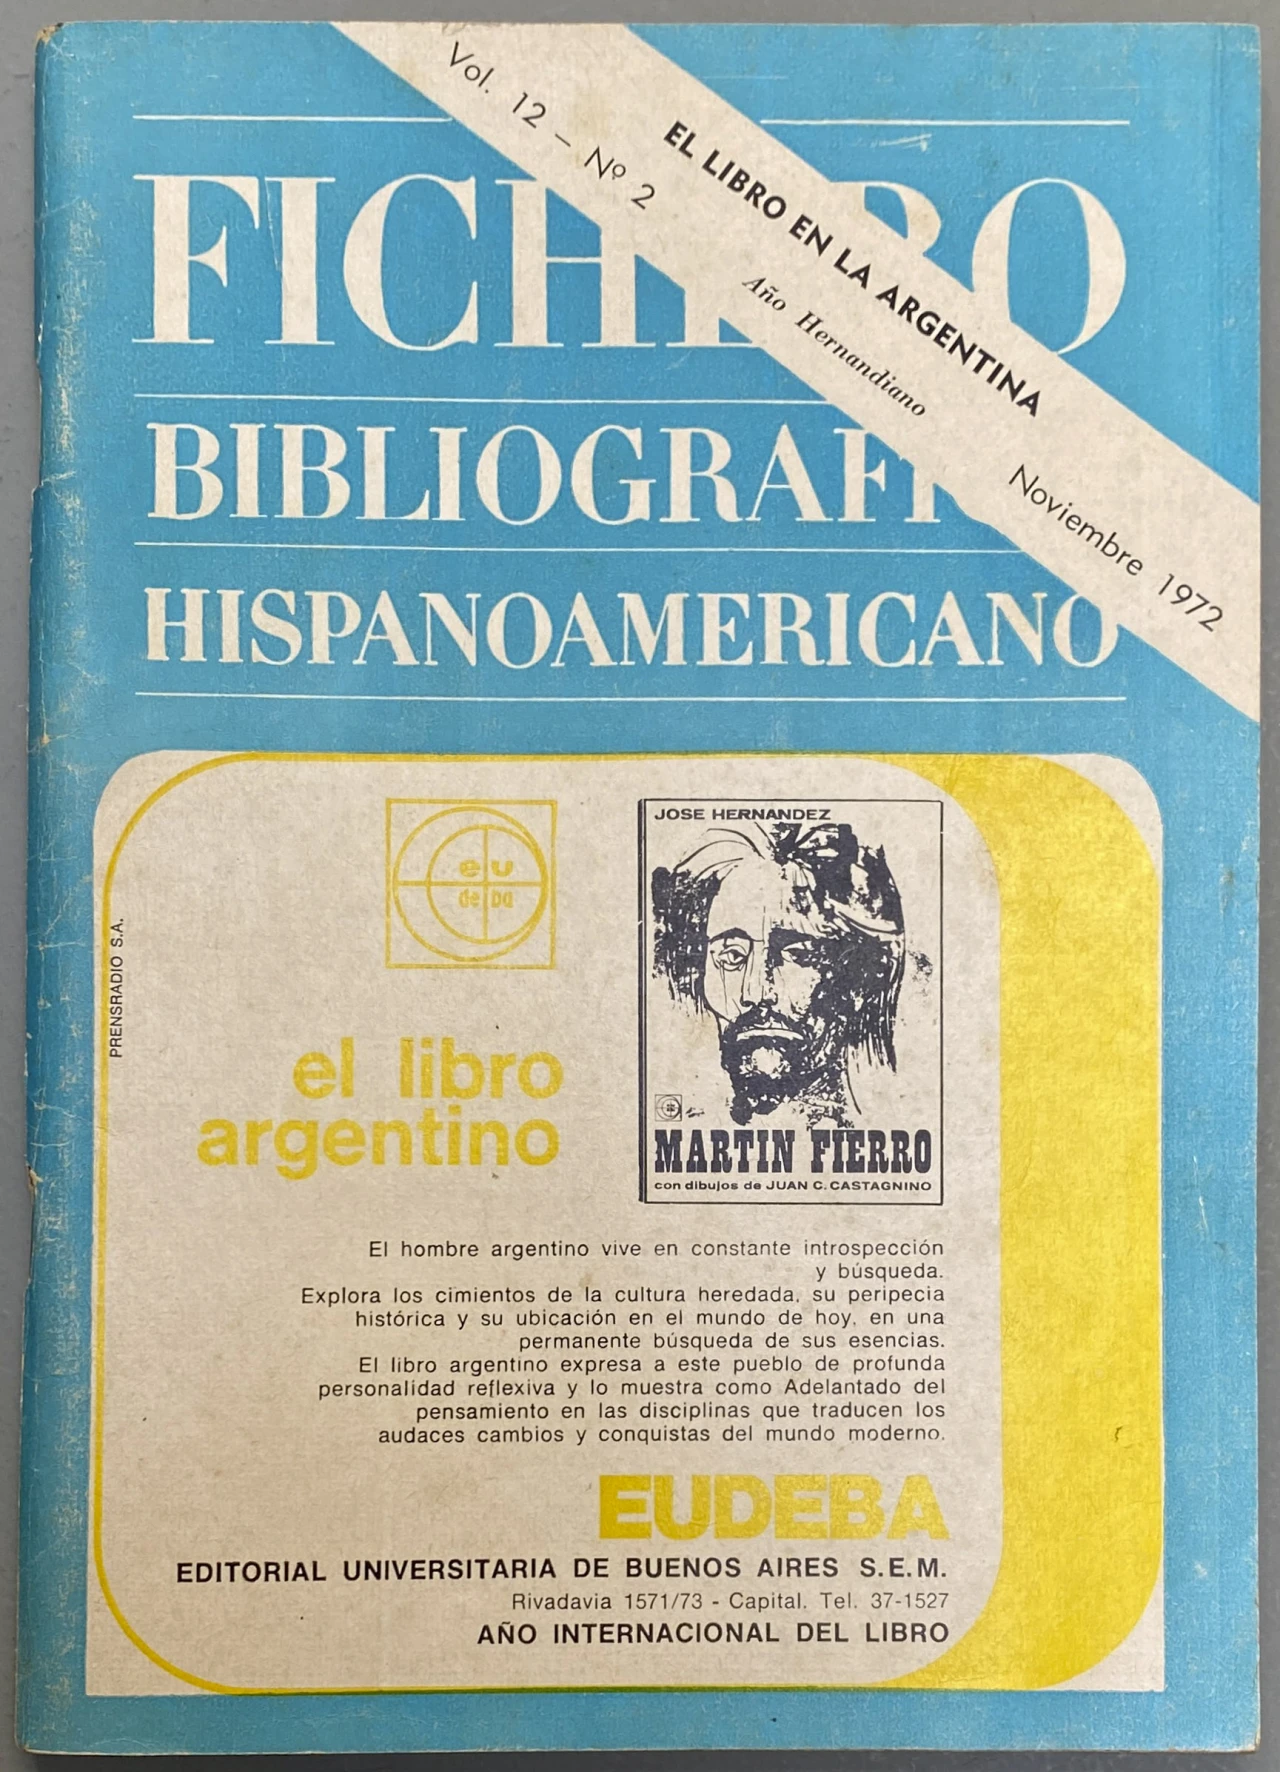 Vol. 12 - Nº 2
EL LIBRO EN LA ARGENTINA
Año Hernandiano
Noviembre 1972
FICHERO
BIBLIOGRAFICO
HISPANOAMERICANO
eu
deba
JOSE HERNANDEZ
MARTIN FIERRO
con dibujos de JUAN C. CASTAGNINO
PRENSRADIO S.A.
el libro
argentino
El hombre argentino vive en constante introspección
y búsqueda.
Explora los cimientos de la cultura heredada, su peripecia
histórica y su ubicación en el mundo de hoy, en una
permanente búsqueda de sus esencias.
El libro argentino expresa a este pueblo de profunda
personalidad reflexiva y lo muestra como Adelantado del
pensamiento en las disciplinas que traducen los
audaces cambios y conquistas del mundo moderno.
EUDEBA
EDITORIAL UNIVERSITARIA DE BUENOS AIRES S.E.M.
Rivadavia 1571/73 - Capital. Tel. 37-1527
AÑO INTERNACIONAL DEL LIBRO